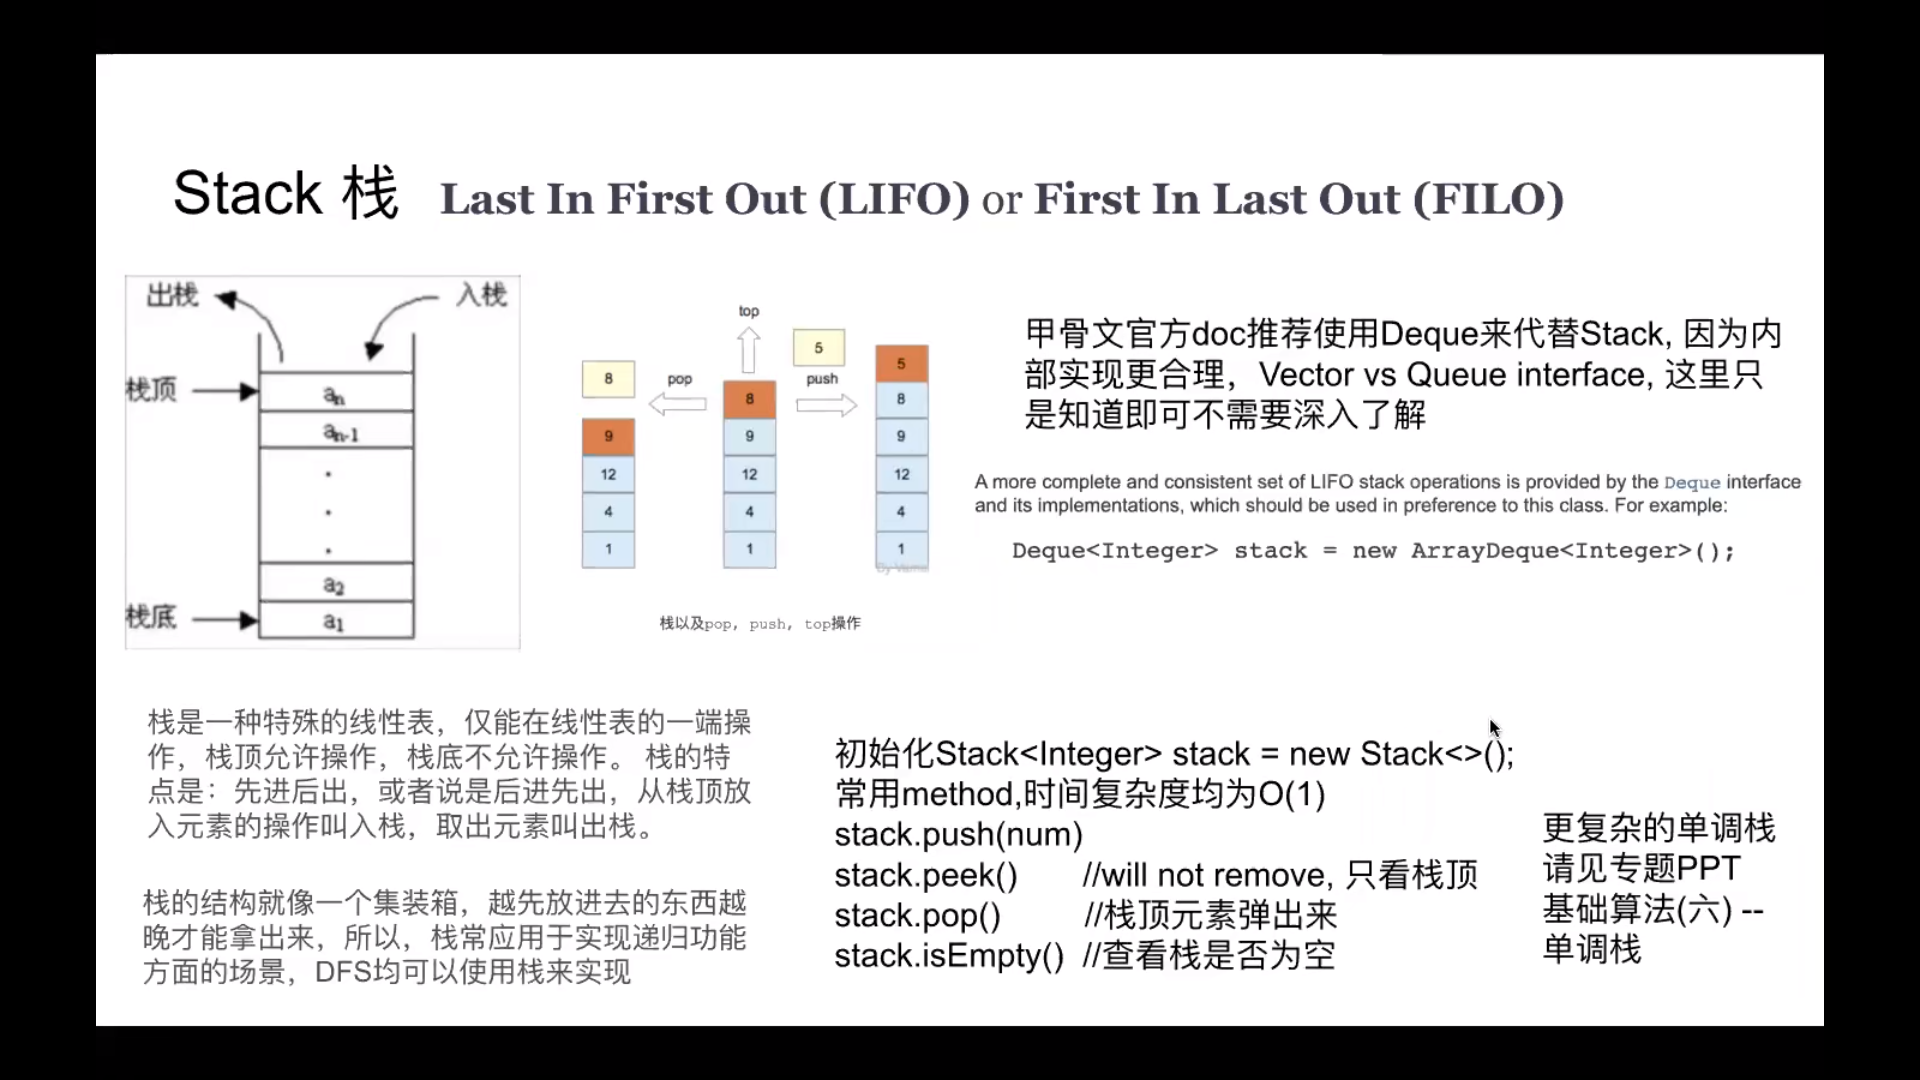 Stack 栈 Last In First Out (LIFO) or First In Last Out (FILO)
出栈 入栈
栈顶
an
an-1
a2
栈底
a1
top
8 pop 5 push
9 12 4 1
8 9 12 4 1
5 8 9 12 4 1
栈以及pop, push, top操作
甲骨文官方doc推荐使用Deque来代替Stack, 因为内
部实现更合理，Vector vs Queue interface, 这里只
是知道即可不需要深入了解
A more complete and consistent set of LIFO stack operations is provided by the Deque interface
and its implementations, which should be used in preference to this class. For example:
Deque<Integer> stack = new ArrayDeque<Integer>();
栈是一种特殊的线性表，仅能在线性表的一端操
作，栈顶允许操作，栈底不允许操作。 栈的特
点是：先进后出，或者说是后进先出，从栈顶放
入元素的操作叫入栈，取出元素叫出栈。
栈的结构就像一个集装箱，越先放进去的东西越
晚才能拿出来，所以，栈常应用于实现递归功能
方面的场景，DFS均可以使用栈来实现
初始化Stack<Integer> stack = new Stack<>();
常用method,时间复杂度均为O(1)
stack.push(num)
stack.peek() //will not remove, 只看栈顶
stack.pop() //栈顶元素弹出来
stack.isEmpty() //查看栈是否为空
更复杂的单调栈
请见专题PPT
基础算法(六) --
单调栈